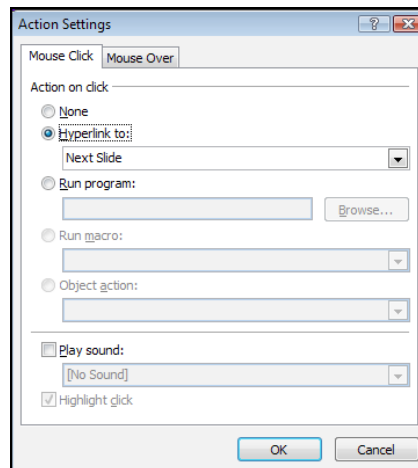 Action Settings
Mouse Click Mouse Over
Action on click
None
Hyperlink to:
Next Slide
Run program:
Browse...
Run macro:
Object action:
Play sound:
[No Sound]
Highlight click
OK Cancel